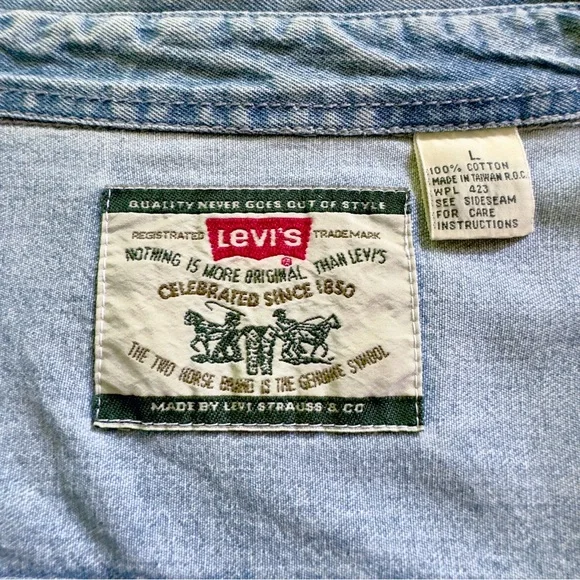 QUALITY NEVER GOES OUT OF STYLE
REGISTRATED LEVI'S ® TRADEMARK
NOTHING IS MORE ORIGINAL THAN LEVI'S
CELEBRATED SINCE 1850
THE TWO HORSE BRAND IS THE GENUINE SYMBOL
MADE BY LEVI STRAUSS & CO
L
100% COTTON
MADE IN TAIWAN R.O.C.
WPL 423
SEE SIDESEAM
FOR CARE
INSTRUCTIONS